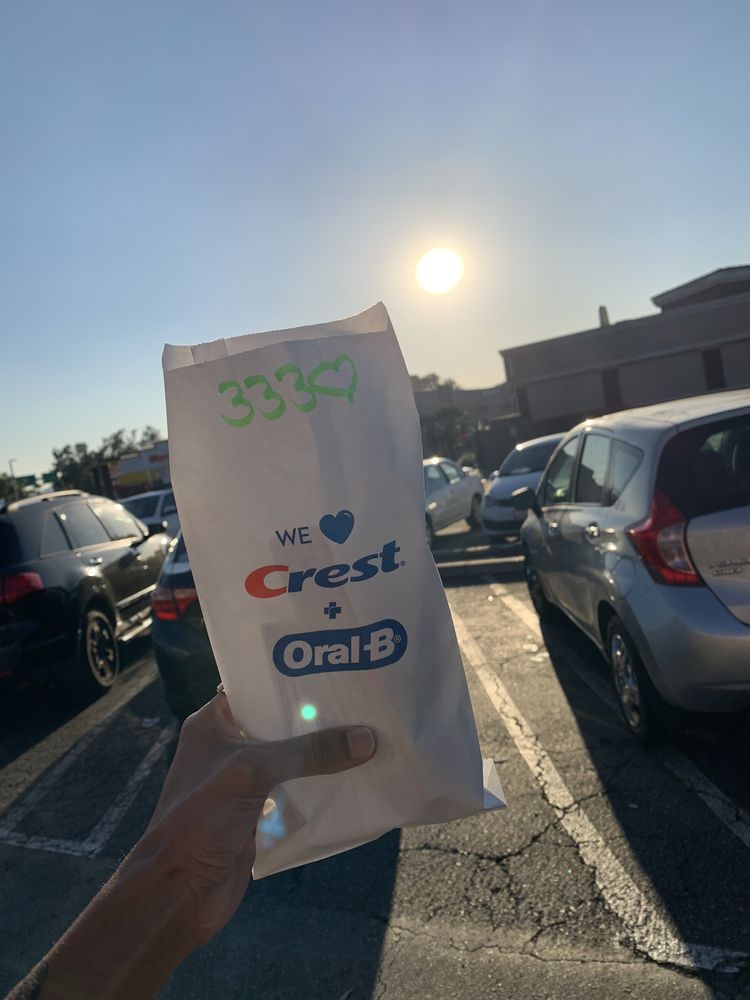 333♡
WE 💙
Crest®
+
Oral-B®